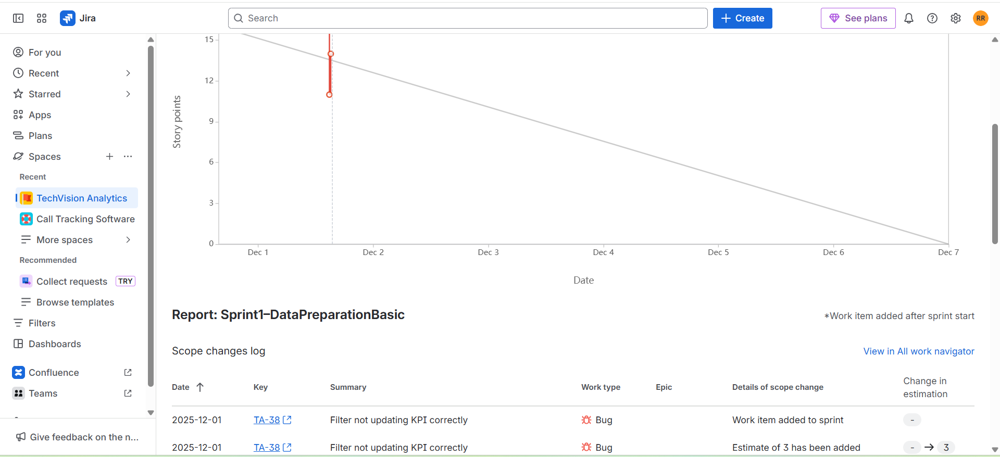 Jira
Search
Create
See plans
RR
For you
Recent
Starred
Apps
Plans
Spaces
Recent
TechVision Analytics
Call Tracking Software
More spaces
Recommended
Collect requests TRY
Browse templates
Filters
Dashboards
Confluence
Teams
Give feedback on the n...
Story points
15
12
9
6
3
0
Dec 1 Dec 2 Dec 3 Dec 4 Dec 5 Dec 6 Dec 7
Date
Report: Sprint1–DataPreparationBasic
*Work item added after sprint start
Scope changes log
View in All work navigator
Date Key Summary Work type Epic Details of scope change Change in estimation
2025-12-01 TA-38 Filter not updating KPI correctly Bug Work item added to sprint -
2025-12-01 TA-38 Filter not updating KPI correctly Bug Estimate of 3 has been added - → 3